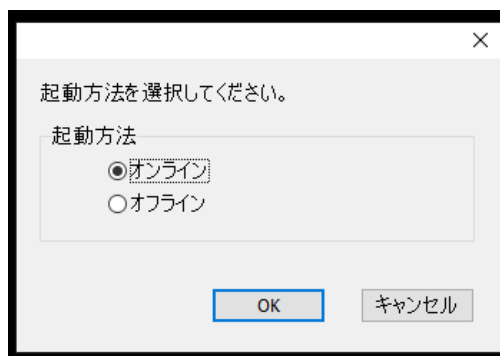 起動方法を選択してください。
起動方法
オンライン
オフライン
OK キャンセル